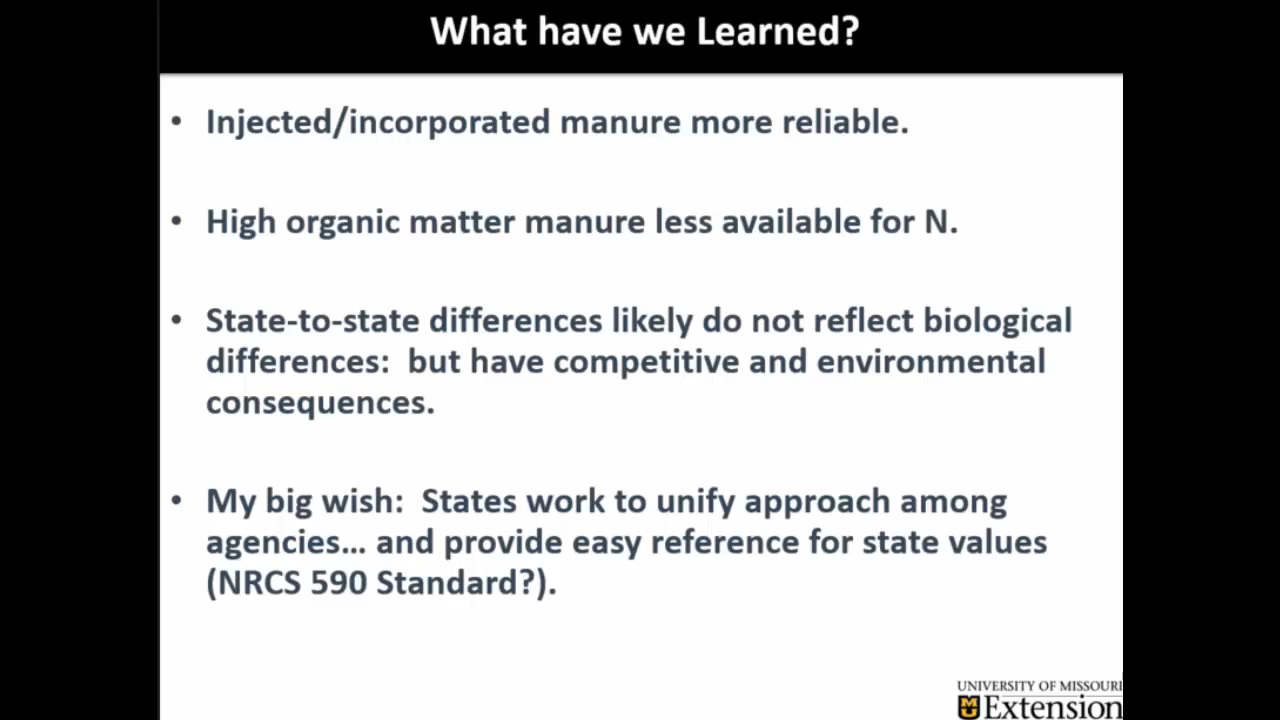 What have we Learned?
• Injected/incorporated manure more reliable.
• High organic matter manure less available for N.
• State-to-state differences likely do not reflect biological
differences:  but have competitive and environmental
consequences.
• My big wish:  States work to unify approach among
agencies… and provide easy reference for state values
(NRCS 590 Standard?).
UNIVERSITY OF MISSOURI
Extension